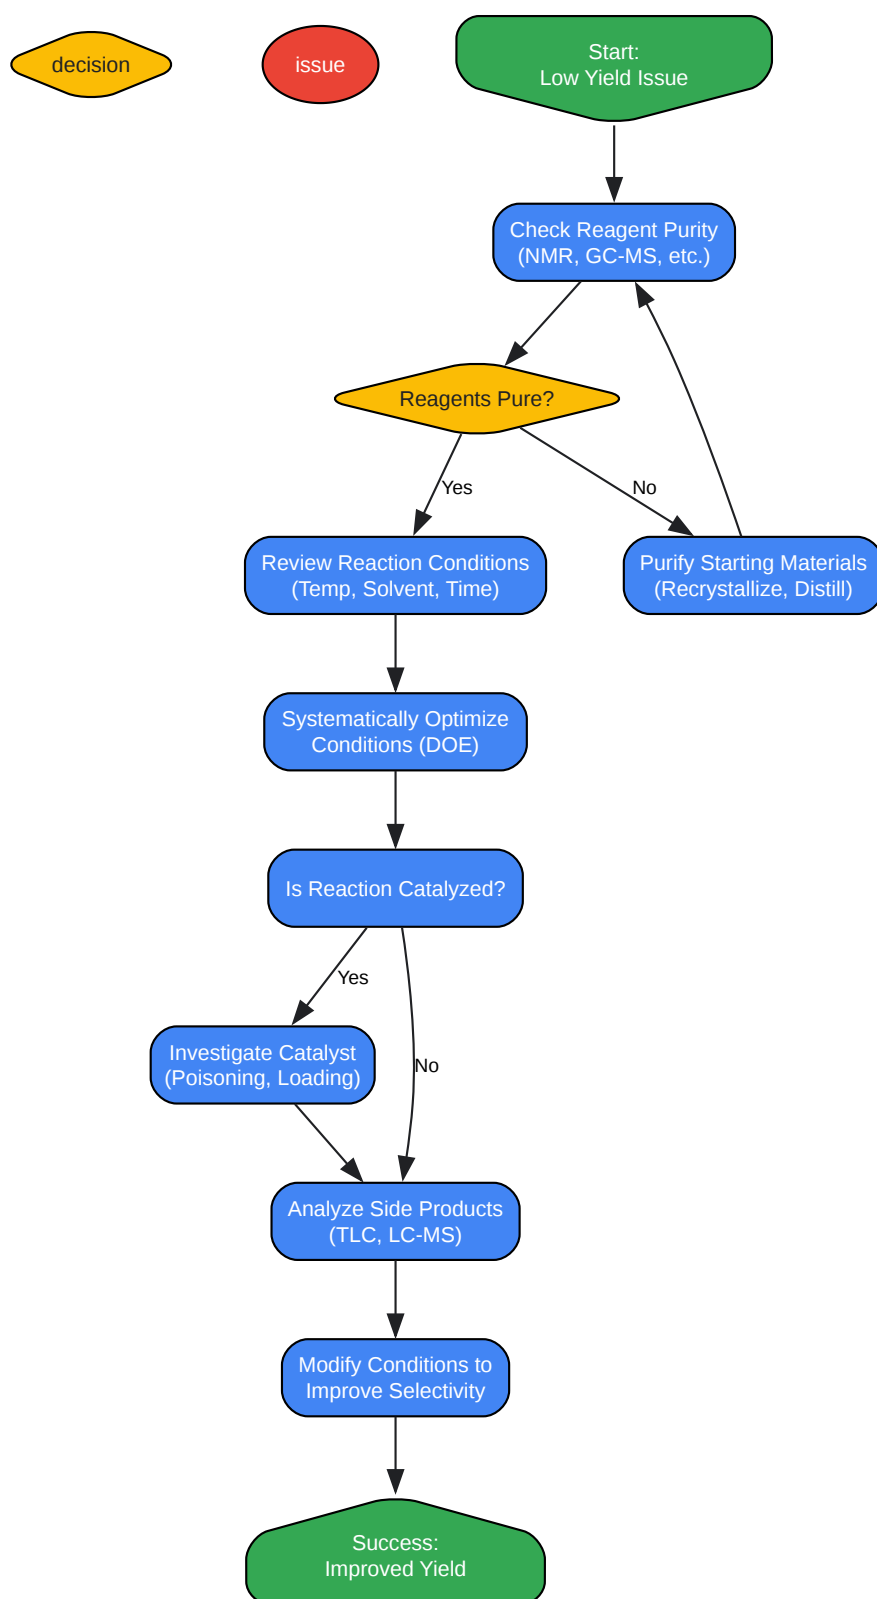 decision
issue
Start:
Low Yield Issue
Check Reagent Purity
(NMR, GC-MS, etc.)
Reagents Pure?
Yes
No
Review Reaction Conditions
(Temp, Solvent, Time)
Purify Starting Materials
(Recrystallize, Distill)
Systematically Optimize
Conditions (DOE)
Is Reaction Catalyzed?
Yes
Investigate Catalyst
(Poisoning, Loading)
No
Analyze Side Products
(TLC, LC-MS)
Modify Conditions to
Improve Selectivity
Success:
Improved Yield